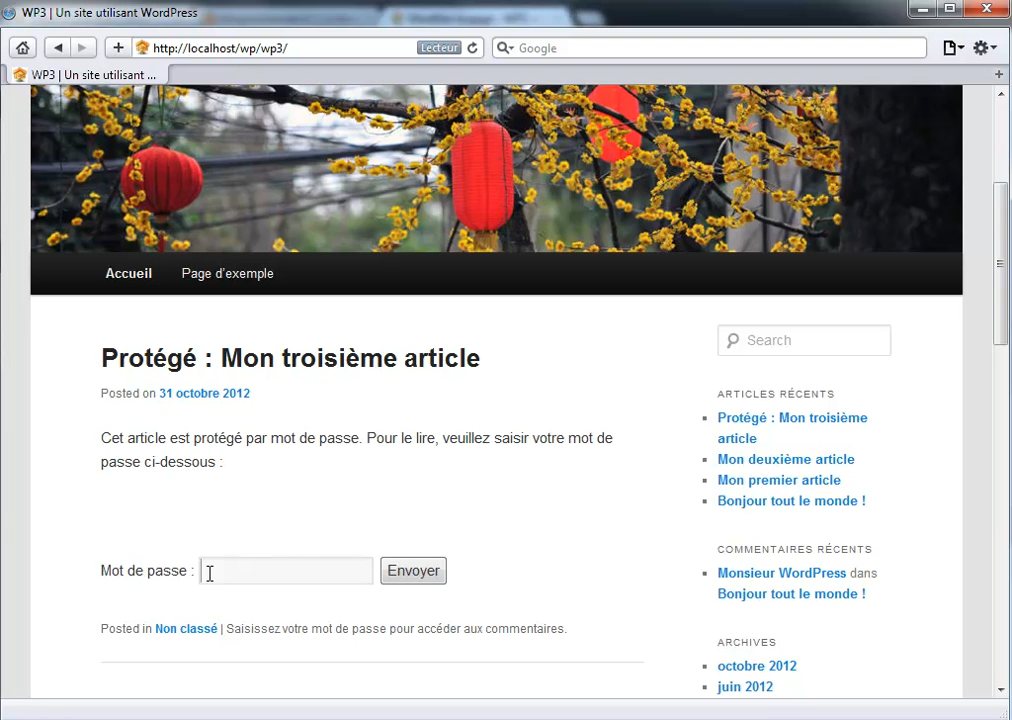 WP3 | Un site utilisant WordPress
http://localhost/wp/wp3/
Lecteur
Google
WP3 | Un site utilisant ...
Accueil
Page d'exemple
Protégé : Mon troisième article
Posted on 31 octobre 2012
Cet article est protégé par mot de passe. Pour le lire, veuillez saisir votre mot de
passe ci-dessous :
Mot de passe :
Envoyer
Posted in Non classé | Saisissez votre mot de passe pour accéder aux commentaires.
Search
ARTICLES RÉCENTS
Protégé : Mon troisième
article
Mon deuxième article
Mon premier article
Bonjour tout le monde !
COMMENTAIRES RÉCENTS
Monsieur WordPress dans
Bonjour tout le monde !
ARCHIVES
octobre 2012
juin 2012